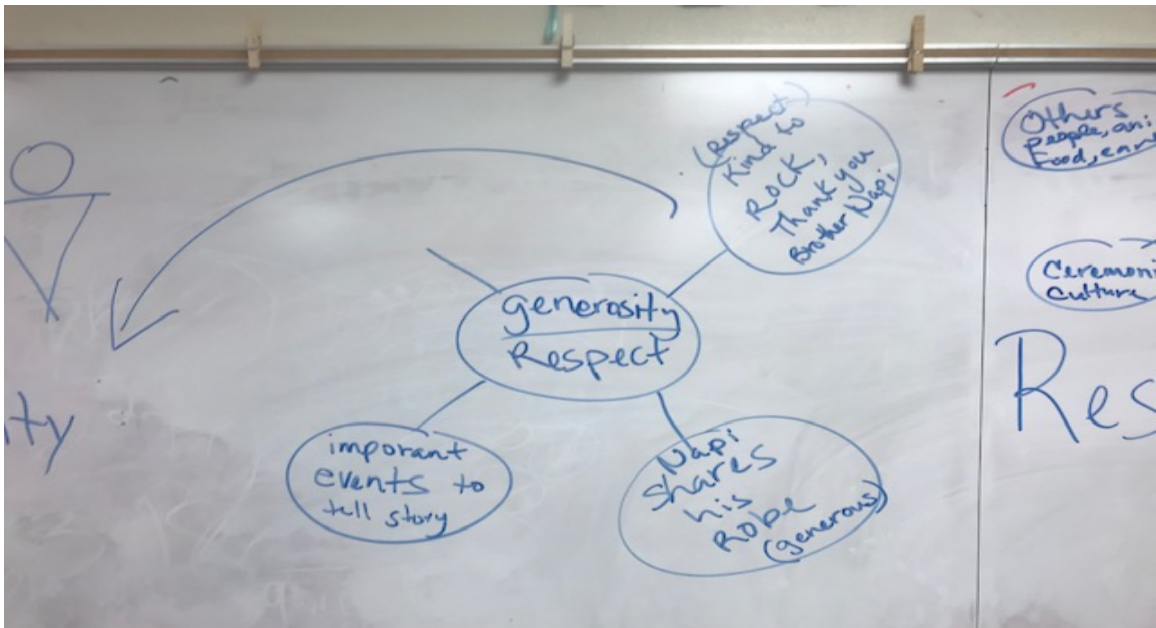 (Respect)
Kind to
ROCK,
Thank you
Brother Napi
generosity
Respect
imporant
events to
tell story
Napi
shares
his
Robe
(generous)
ity
Others
People, ani
Food, ear
Ceremoni
Culture
Res